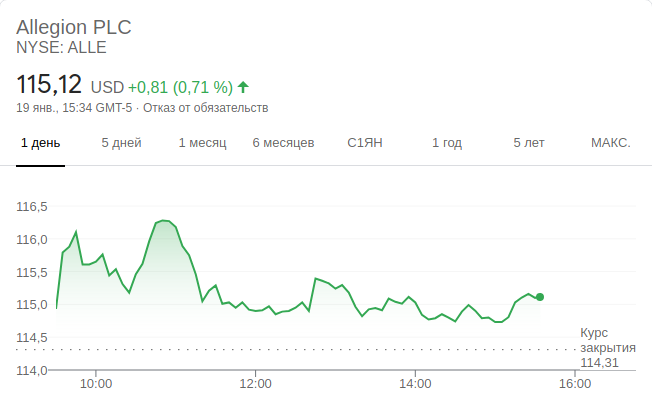 Allegion PLC
NYSE: ALLE
115,12 USD +0,81 (0,71 %)
19 янв., 15:34 GMT-5 · Отказ от обязательств
1 день 5 дней 1 месяц 6 месяцев С1ЯН 1 год 5 лет МАКС.
116,5
116,0
115,5
115,0
114,5
114,0
Курс
закрытия
114,31
10:00 12:00 14:00 16:00